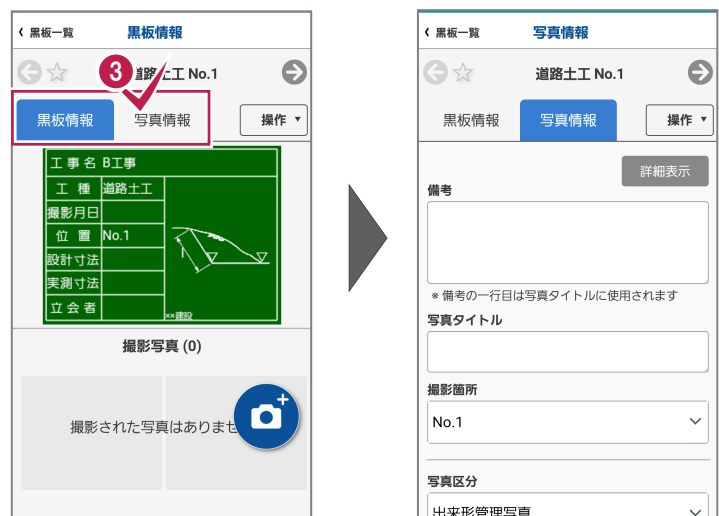 黒板一覧
黒板情報
3
道路土工 No.1
黒板情報
写真情報
操作
工事名 B工事
工種 道路土工
撮影月日
位置 No.1
設計寸法
実測寸法
立会者
××建設
撮影写真 (0)
撮影された写真はありませ
黒板一覧
写真情報
道路土工 No.1
黒板情報
写真情報
操作
詳細表示
備考
※ 備考の一行目は写真タイトルに使用されます
写真タイトル
撮影箇所
No.1
写真区分
出来形管理写真